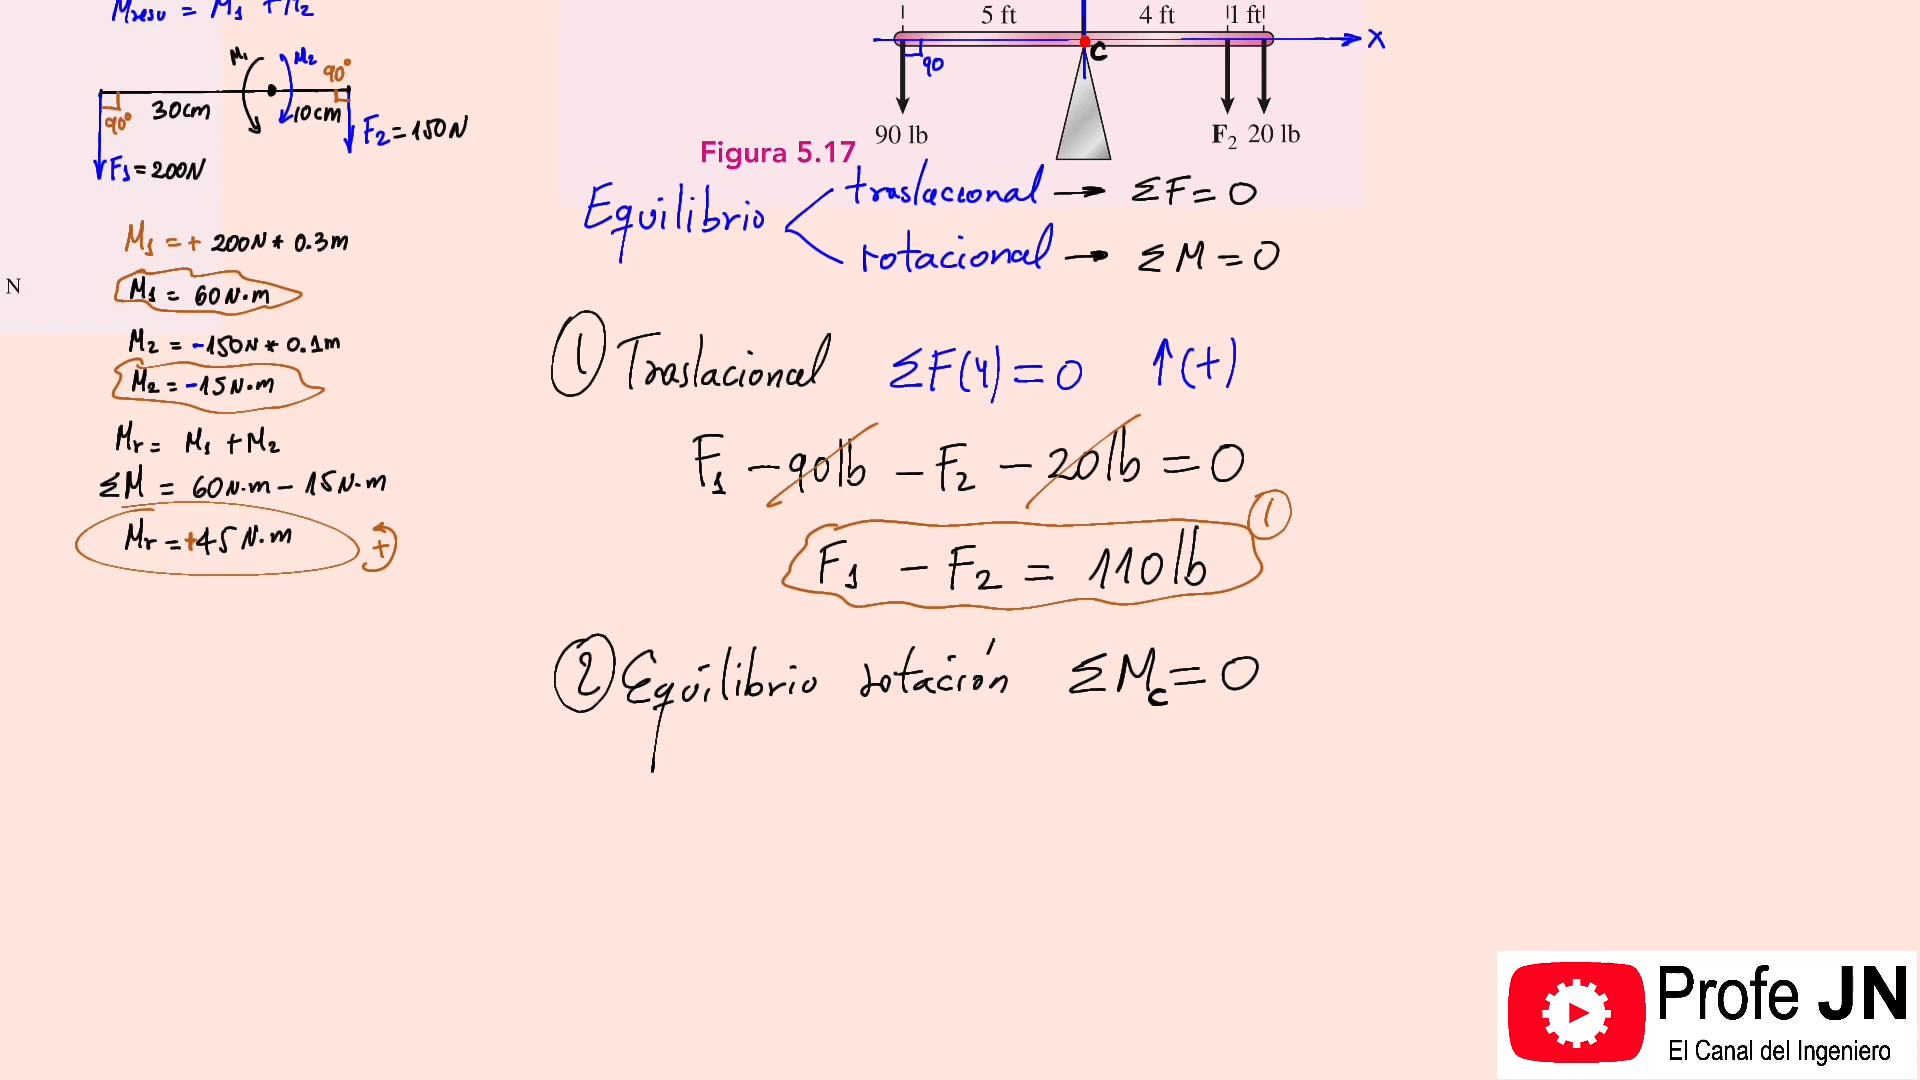 Mresu = M1 + M2
M1 M2 90°
90° 30cm 10cm
F1 = 200N
F2 = 150N
M1 = + 200N * 0.3m
N
M1 = 60 N·m
M2 = -150N * 0.1m
M2 = -15 N·m
Mr = M1 + M2
ΣM = 60N·m - 15N·m
Mr = +45 N·m +
5 ft 4 ft 1 ft
x
C
90
90 lb F2 20 lb
Figura 5.17
Equilibrio
traslacional → ΣF = 0
rotacional → ΣM = 0
1 Traslacional ΣF(y) = 0 ↑(+)
F1 - 90lb - F2 - 20lb = 0
1
F1 - F2 = 110lb
2 Equilibrio rotación ΣMc = 0
Profe JN
El Canal del Ingeniero